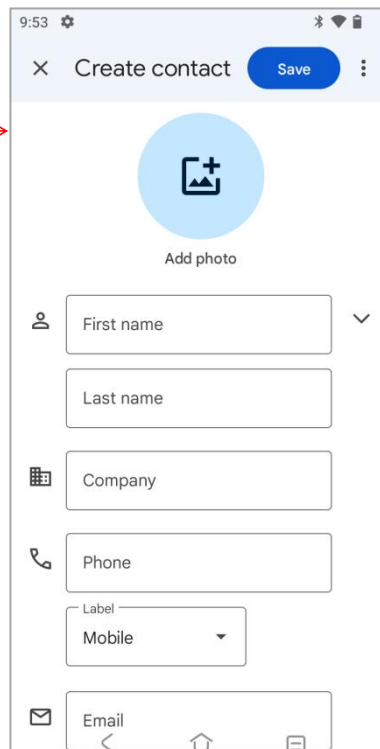 9:53
Create contact Save
Add photo
First name
Last name
Company
Phone
Label
Mobile
Email